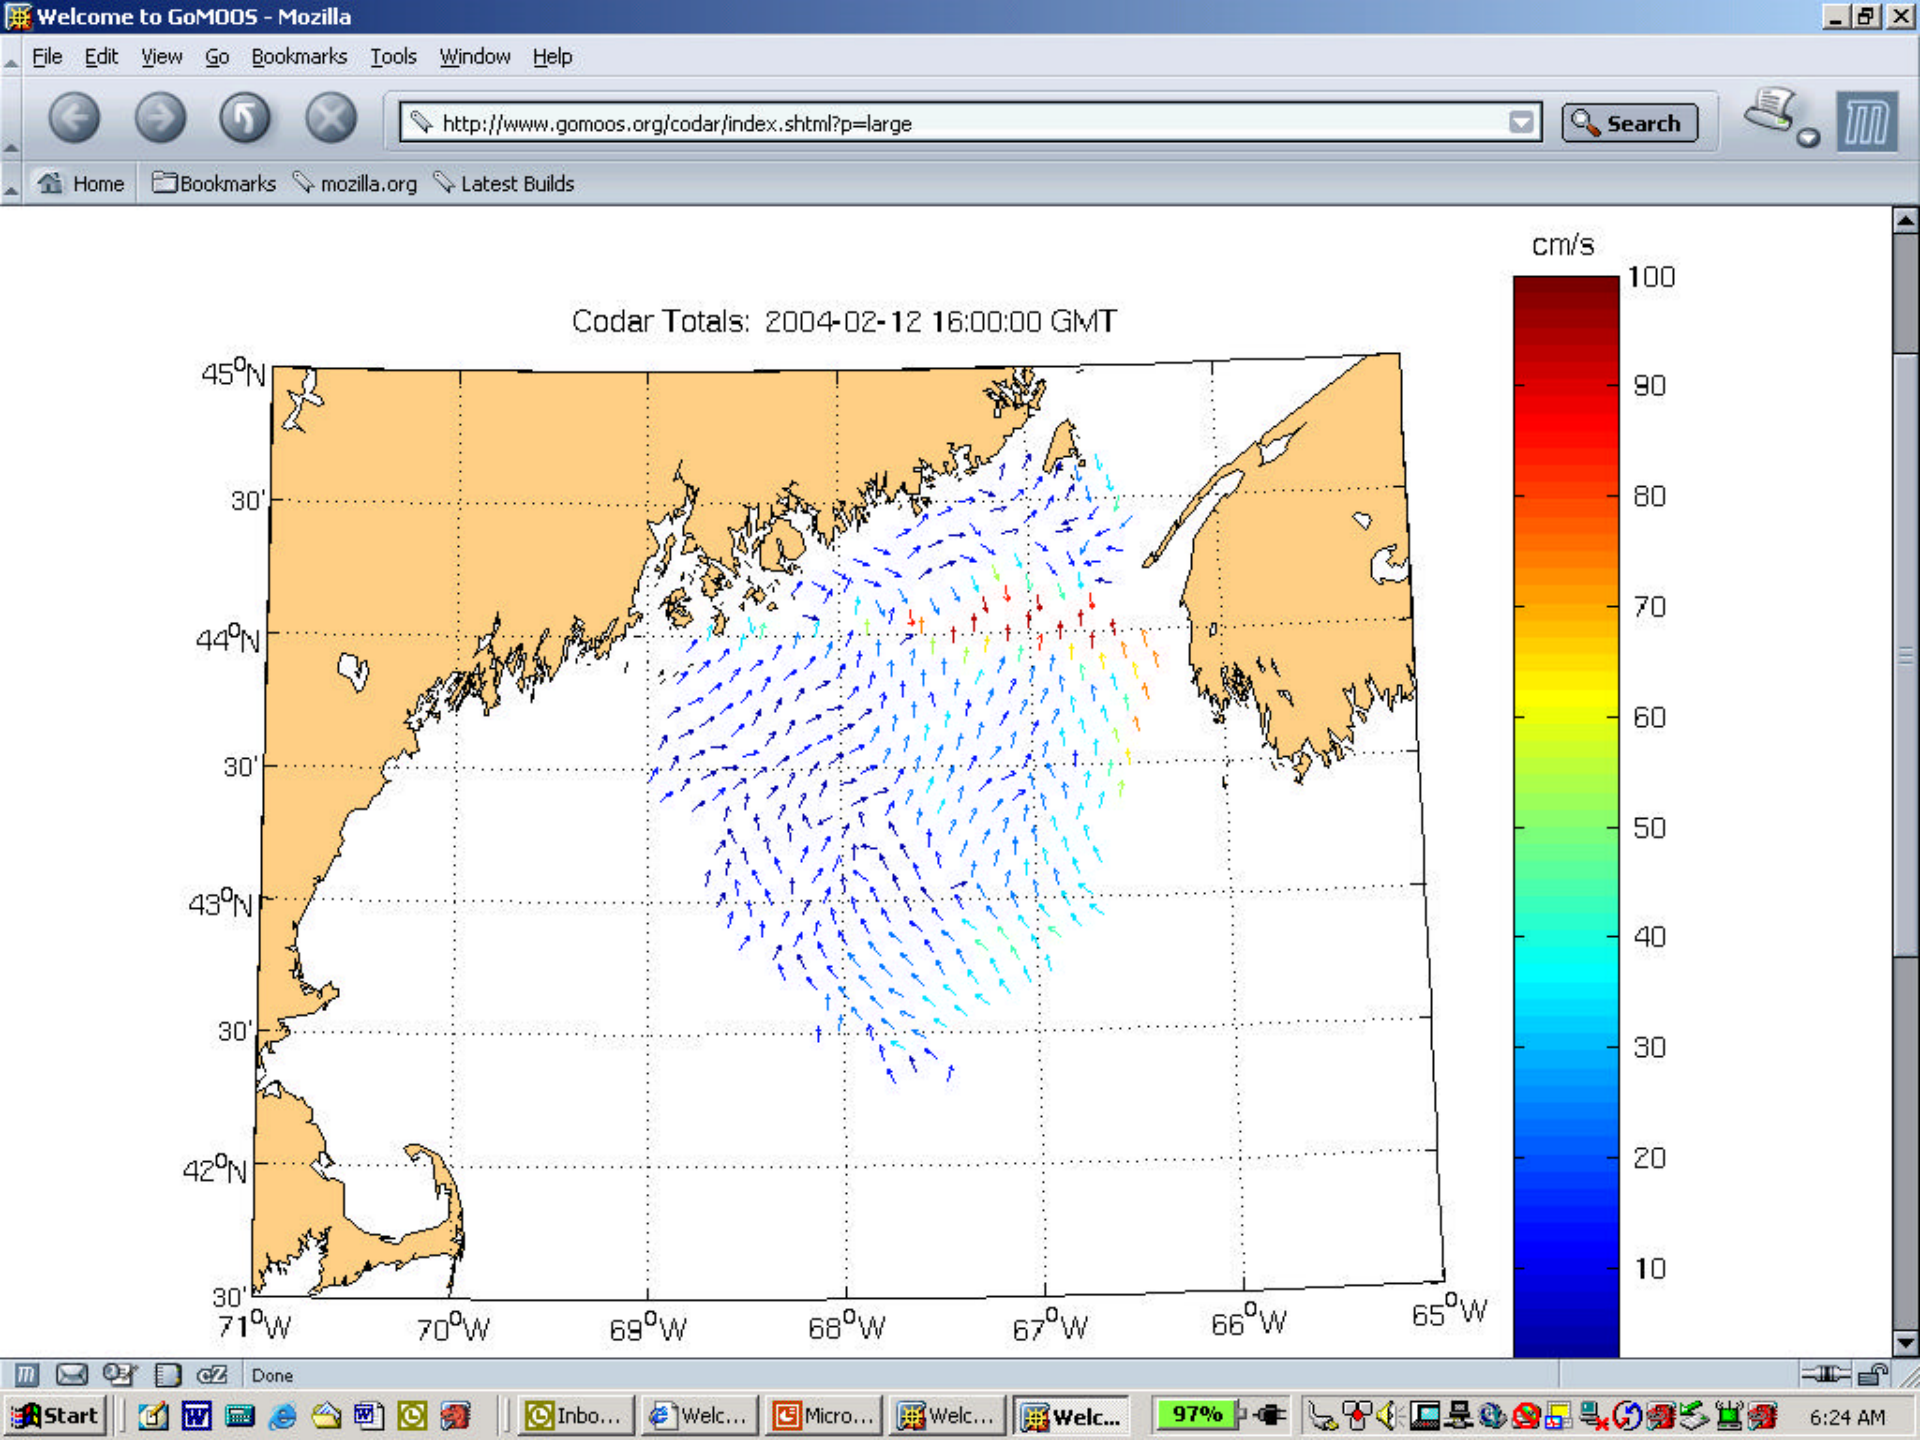 Welcome to GoMOOS - Mozilla
File Edit View Go Bookmarks Tools Window Help
http://www.gomoos.org/codar/index.shtml?p=large
Search
Home Bookmarks mozilla.org Latest Builds
cm/s
Codar Totals: 2004-02-12 16:00:00 GMT
100
90
80
70
60
50
40
30
20
10
45°N
30'
44°N
30'
43°N
30'
42°N
30'
71°W 70°W 69°W 68°W 67°W 66°W 65°W
Done
Start Inbo... Welc... Micro... Welc... Welc... 97% 6:24 AM